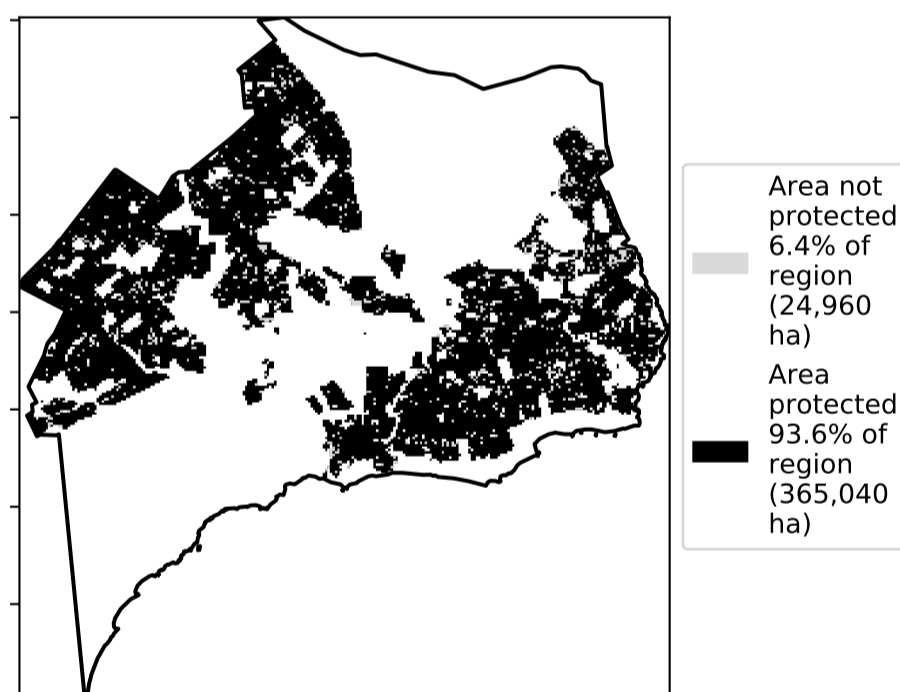 Area not
protected
6.4% of
region
(24,960
ha)
Area
protected
93.6% of
region
(365,040
ha)